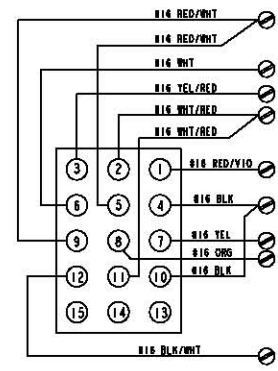 #16 RED/WHT
#16 RED/WHT
#16 WHT
#16 YEL/RED
#16 WHT/RED
#16 WHT/RED
3 2 1
#16 RED/VIO
6 5 4
#16 BLK
9 8 7
#16 YEL
#16 ORG
12 11 10
#16 BLK
15 14 13
#16 BLK/WHT